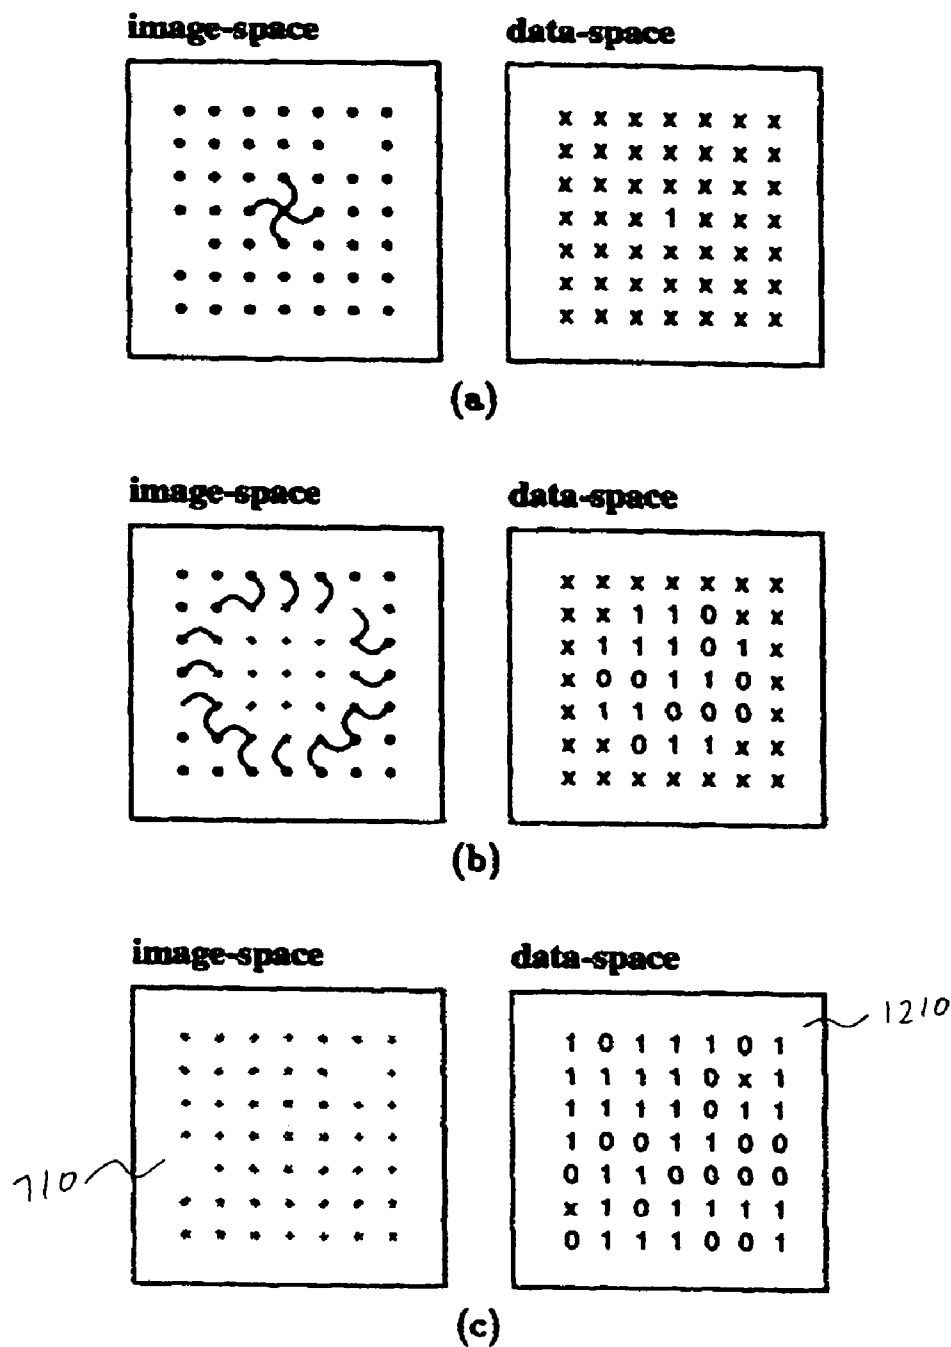 image-space data-space
x x x x x x x
x x x x x x x
x x x x x x x
x x x 1 x x x
x x x x x x x
x x x x x x x
x x x x x x x
(a)
image-space data-space
x x x x x x x
x x 1 1 0 x x
x 1 1 1 0 1 x
x 0 0 1 1 0 x
x 1 1 0 0 0 x
x x 0 1 1 x x
x x x x x x x
(b)
image-space data-space
1210
1 0 1 1 1 0 1
1 1 1 1 0 x 1
1 1 1 1 0 1 1
1 0 0 1 1 0 0
710
0 1 1 0 0 0 0
x 1 0 1 1 1 1
0 1 1 1 0 0 1
(c)